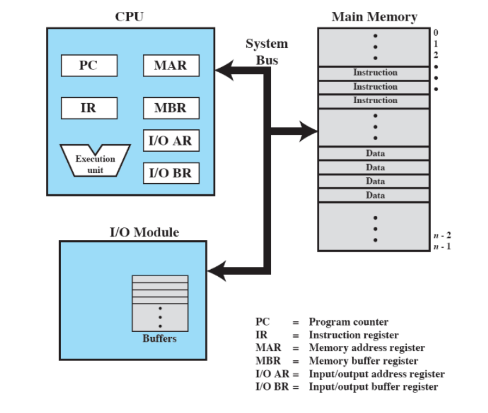 CPU
Main Memory
System
Bus
0
1
2
PC
MAR
Instruction
Instruction
Instruction
IR
MBR
I/O AR
Execution
unit
I/O BR
Data
Data
Data
Data
I/O Module
n - 2
n - 1
Buffers
PC = Program counter
IR = Instruction register
MAR = Memory address register
MBR = Memory buffer register
I/O AR = Input/output address register
I/O BR = Input/output buffer register